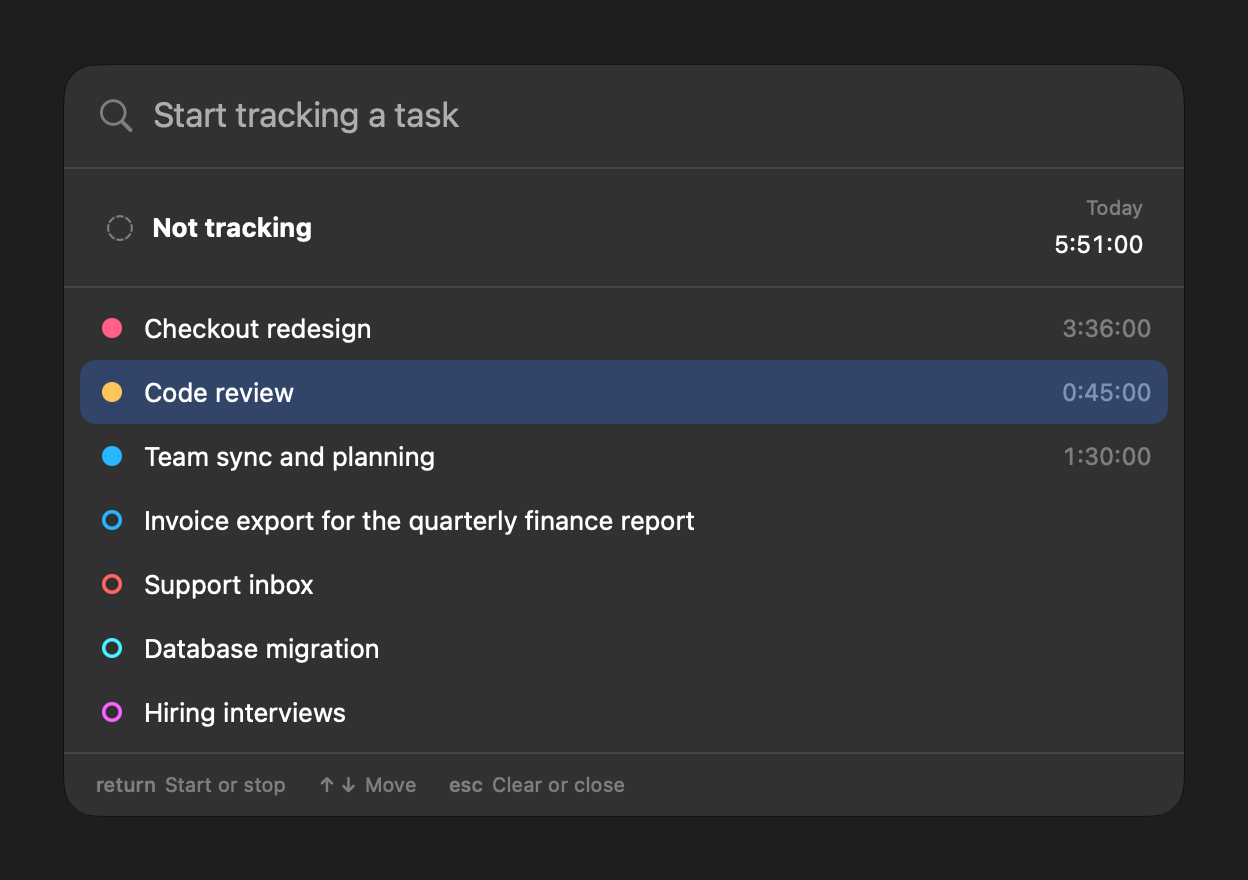 Start tracking a task
Not tracking
Today
5:51:00
Checkout redesign 3:36:00
Code review 0:45:00
Team sync and planning 1:30:00
Invoice export for the quarterly finance report
Support inbox
Database migration
Hiring interviews
return Start or stop ↑ ↓ Move esc Clear or close